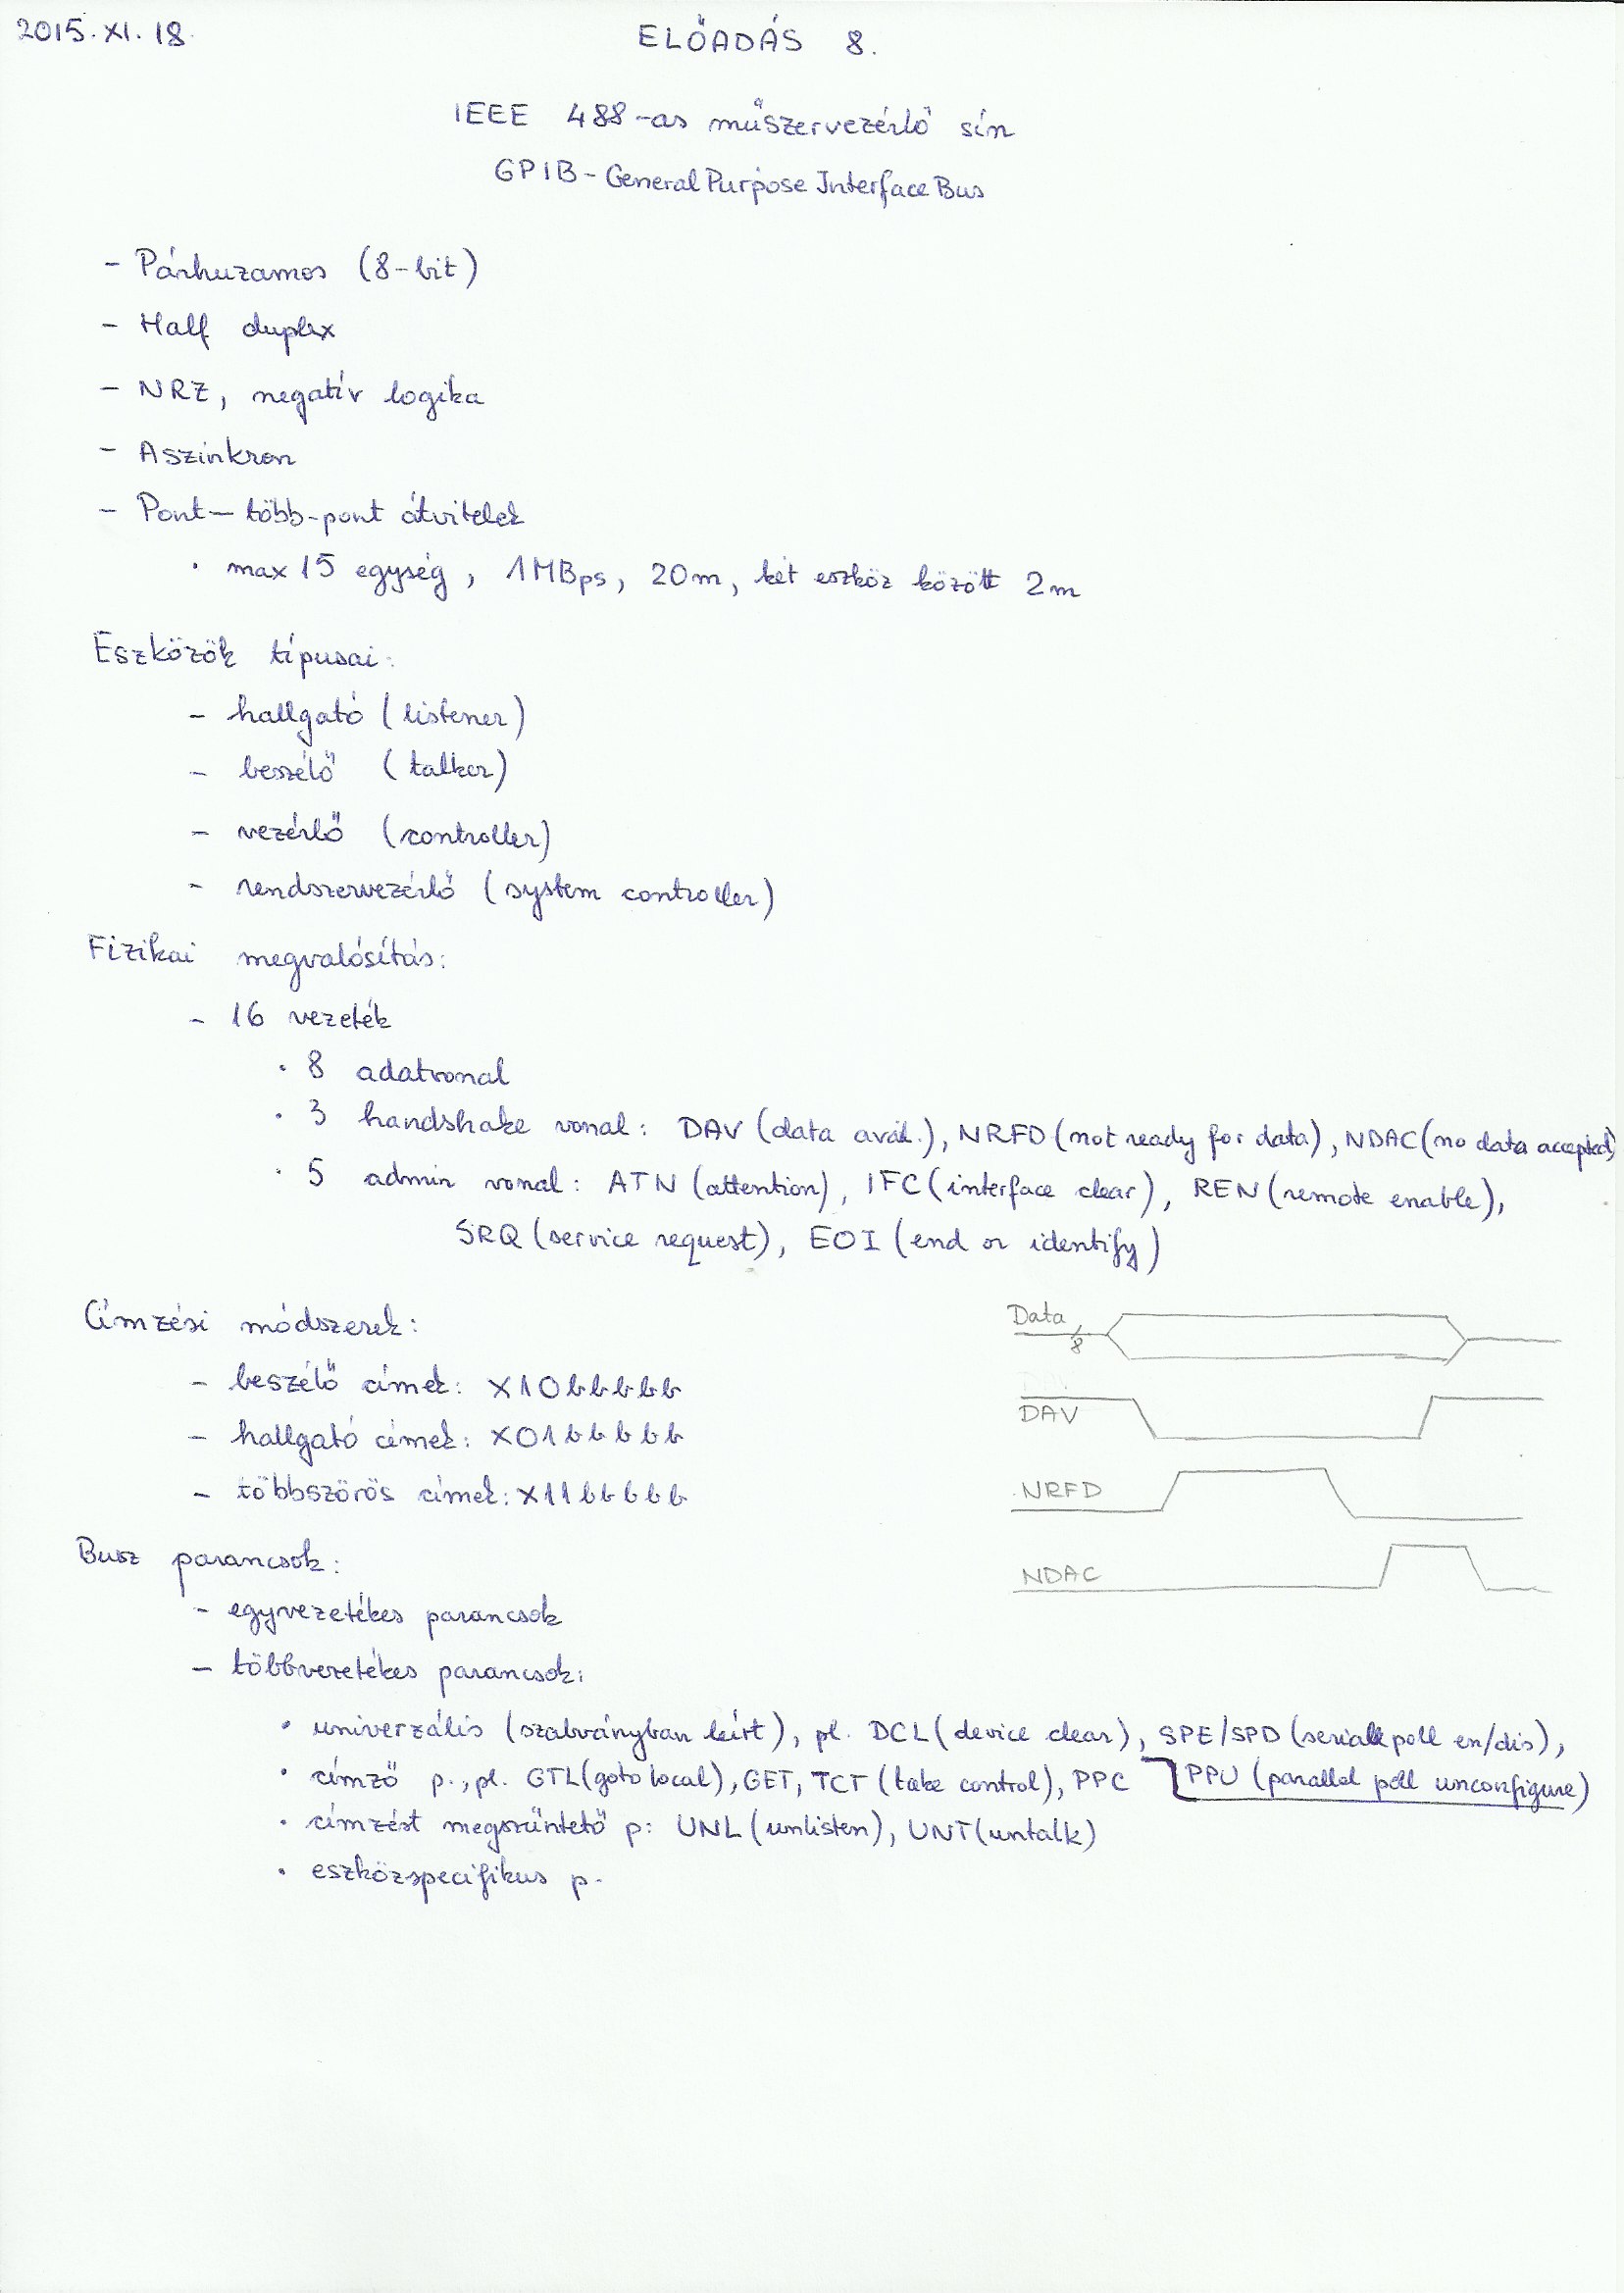 2015. XI. 18.
ELŐADÁS 8.
IEEE 488-as műszervezérlő sín
GPIB - General Purpose Interface Bus
- Párhuzamos (8-bit)
- Half duplex
- NRZ, negatív logika
- Aszinkron
- Pont - több-pont átvitelek
· max 15 egység, 1MBps, 20m, két eszköz között 2m
Eszközök típusai:
- hallgató (listener)
- beszélő (talker)
- vezérlő (controller)
- rendszervezérlő (system controller)
Fizikai megvalósítás:
- 16 vezeték
· 8 adatvonal
· 3 handshake vonal: DAV (data avail.), NRFD (not ready for data), NDAC (no data accepted)
· 5 admin vonal: ATN (attention), IFC (interface clear), REN (remote enable),
SRQ (service request), EOI (end or identify)
Címzési módszerek:
- beszélő címek: X10bbbbb
- hallgató címek: X01bbbbb
- többszörös címek: X11bbbbb
Data
8
DAV
NRFD
NDAC
Busz parancsok:
- egyvezetékes parancsok
- többvezetékes parancsok:
· univerzális (szabványban leírt), pl. DCL (device clear), SPE/SPD (serial poll en/dis),
PPU (parallel poll unconfigure)
· címző p., pl. GTL (goto local), GET, TCT (take control), PPC
· címzést megszüntető p: UNL (unlisten), UNT (untalk)
· eszközspecifikus p.